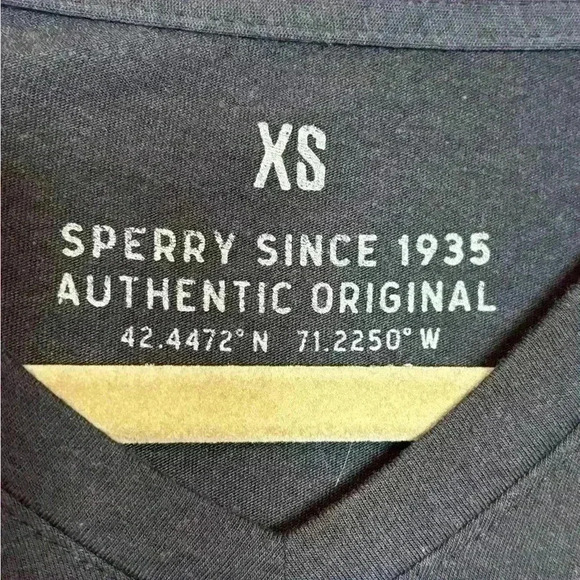 XS
SPERRY SINCE 1935
AUTHENTIC ORIGINAL
42.4472° N 71.2250° W